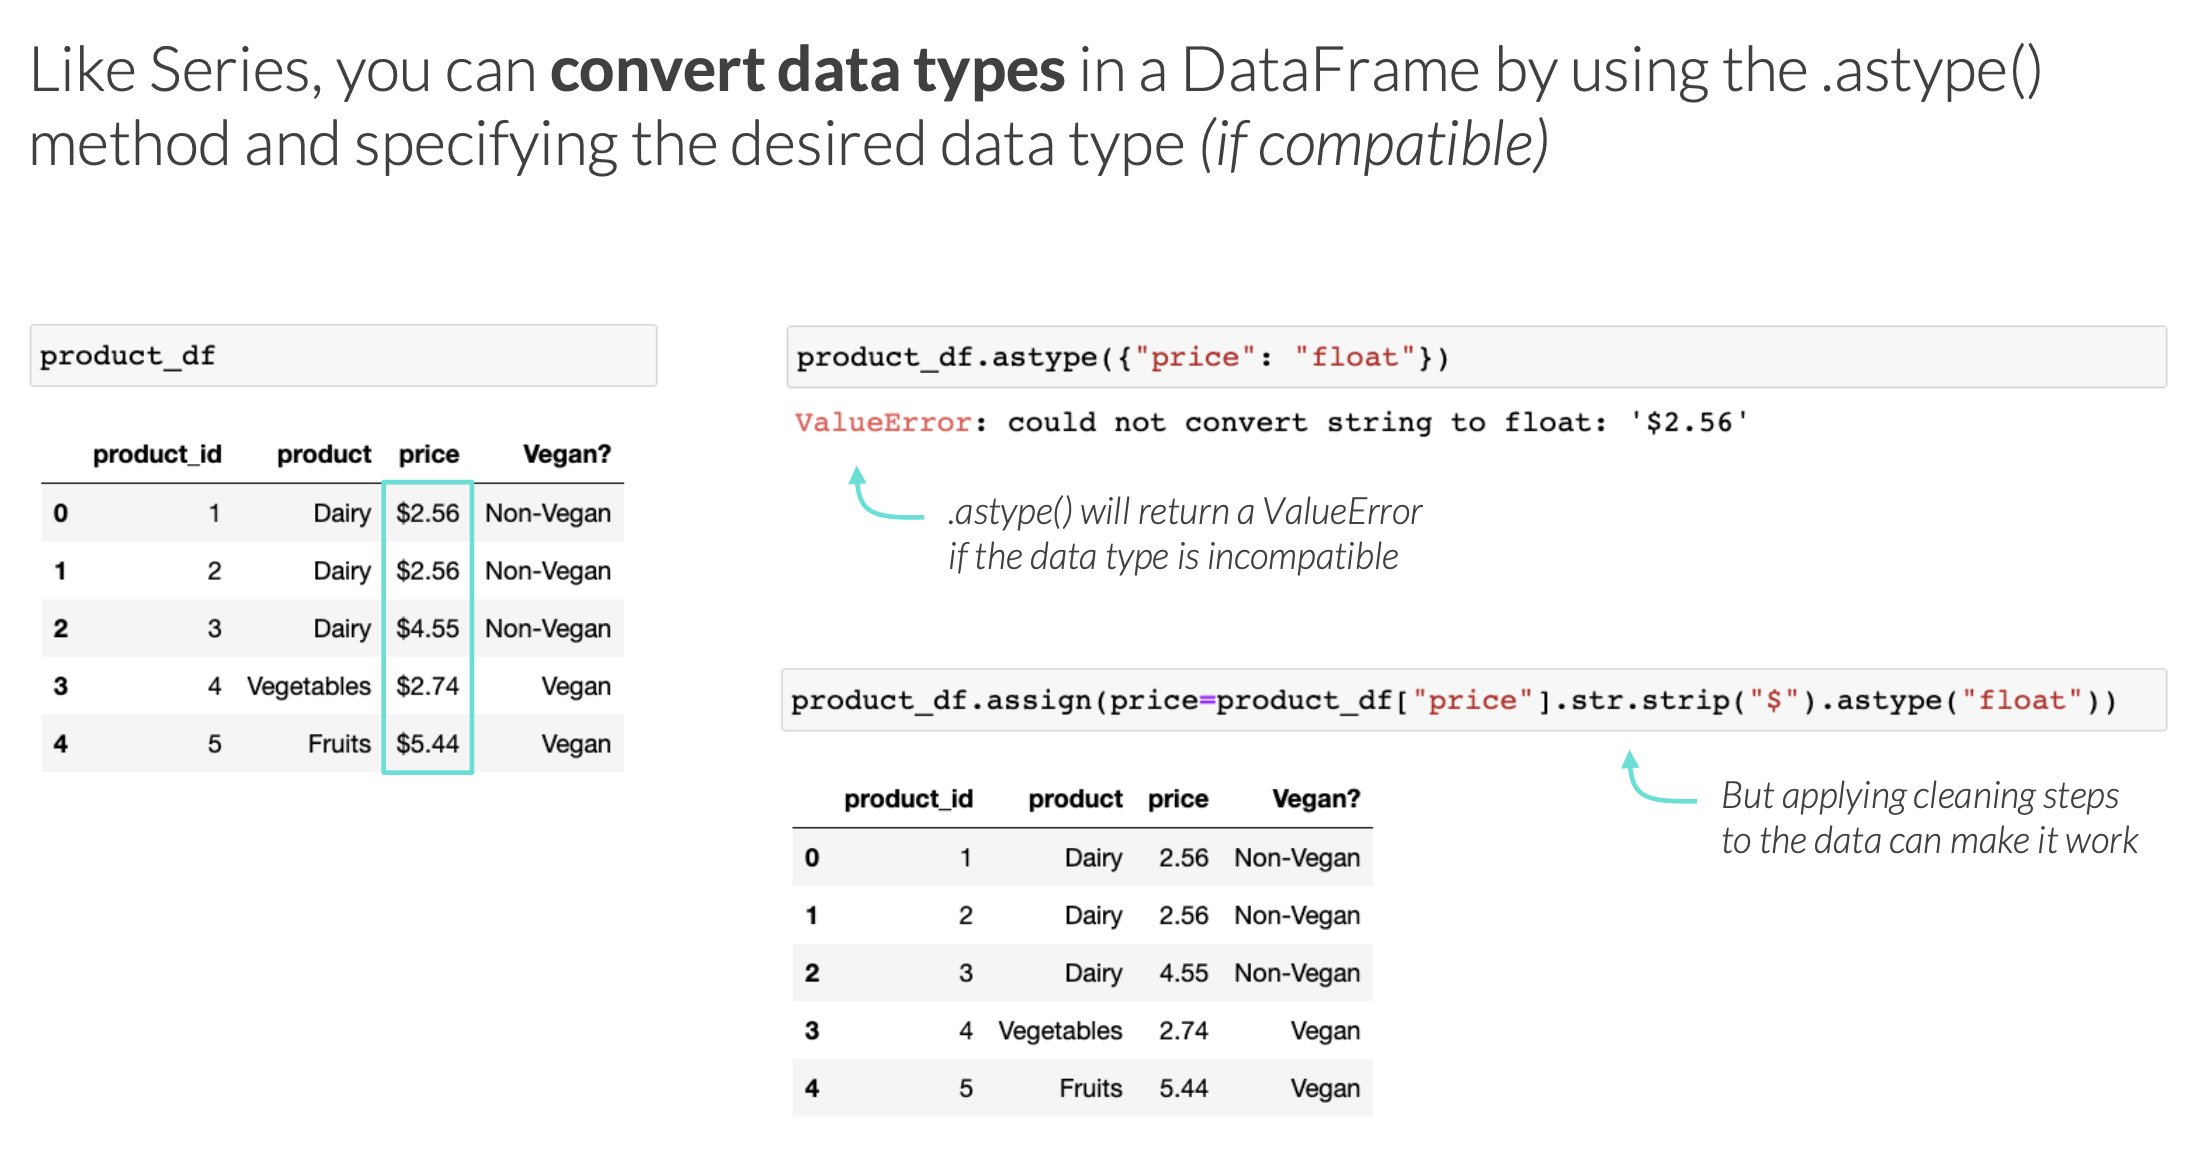 Like Series, you can convert data types in a DataFrame by using the .astype()
method and specifying the desired data type (if compatible)
product_df
product_id product price Vegan?
0 1 Dairy $2.56 Non-Vegan
1 2 Dairy $2.56 Non-Vegan
2 3 Dairy $4.55 Non-Vegan
3 4 Vegetables $2.74 Vegan
4 5 Fruits $5.44 Vegan
product_df.astype({"price": "float"})
ValueError: could not convert string to float: '$2.56'
.astype() will return a ValueError
if the data type is incompatible
product_df.assign(price=product_df["price"].str.strip("$").astype("float"))
But applying cleaning steps
to the data can make it work
product_id product price Vegan?
0 1 Dairy 2.56 Non-Vegan
1 2 Dairy 2.56 Non-Vegan
2 3 Dairy 4.55 Non-Vegan
3 4 Vegetables 2.74 Vegan
4 5 Fruits 5.44 Vegan